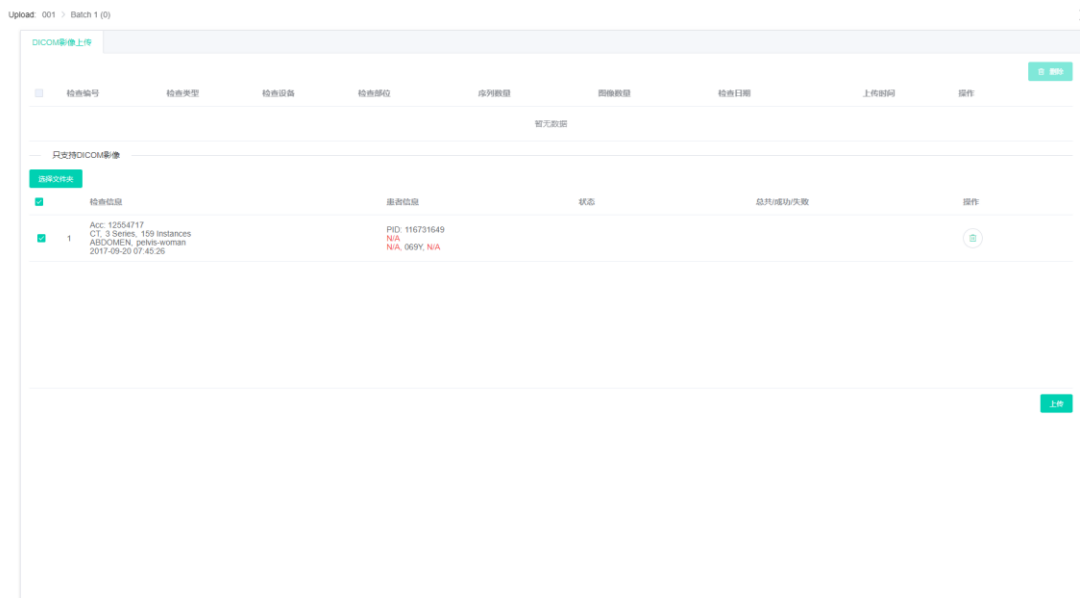 Upload: 001 > Batch 1 (0)
DICOM影像上传
删除
检查编号 检查类型 检查设备 检查部位 序列数量 图像数量 检查日期 上传时间 操作
暂无数据
只支持DICOM影像
选择文件夹
检查信息 患者信息 状态 总共/成功/失败 操作
1
Acc: 12554717
CT, 3 Series, 159 Instances
ABDOMEN, pelvis-woman
2017-09-20 07:45:26
PID: 116731649
N/A
N/A, 069Y, N/A
上传